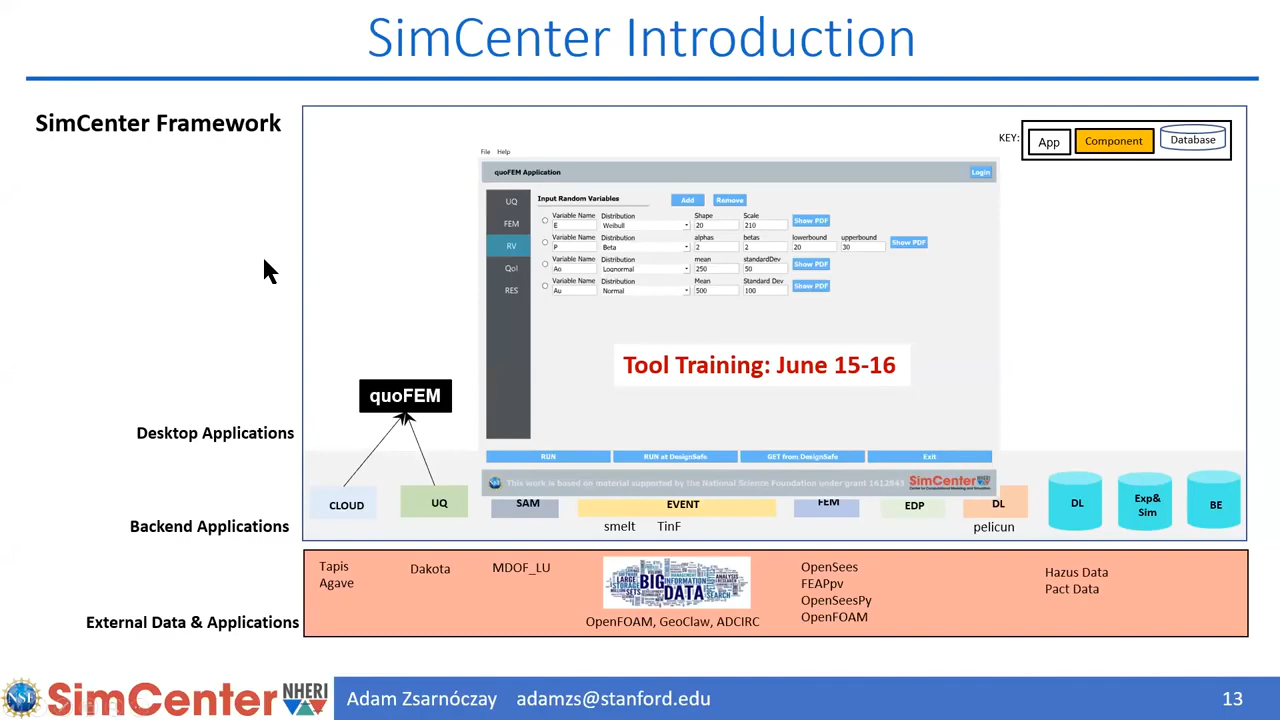 SimCenter Introduction
SimCenter Framework
KEY:
App
Component
Database
File Help
quoFEM Application
Login
UQ
FEM
RV
QoI
RES
Input Random Variables
Add
Remove
Variable Name Distribution Shape Scale
E Weibull 20 210 Show PDF
Variable Name Distribution alphas betas lowerbound upperbound
P Beta 2 2 20 30 Show PDF
Variable Name Distribution mean standardDev
Ao Lognormal 250 50 Show PDF
Variable Name Distribution Mean Standard Dev
Au Normal 500 100 Show PDF
Tool Training: June 15-16
quoFEM
Desktop Applications
RUN
RUN at DesignSafe
GET from DesignSafe
Exit
This work is based on material supported by the National Science Foundation under grant 1612843
SimCenter
Backend Applications
CLOUD
UQ
SAM
EVENT
FEM
EDP
DL
DL
Exp&
Sim
BE
smelt TinF
pelicun
External Data & Applications
Tapis
Agave
Dakota
MDOF_LU
BIG
DATA
INFORMATION
OpenFOAM, GeoClaw, ADCIRC
OpenSees
FEAPpv
OpenSeesPy
OpenFOAM
Hazus Data
Pact Data
NSF
SimCenter
NHERI
Adam Zsarnóczay adamzs@stanford.edu
13